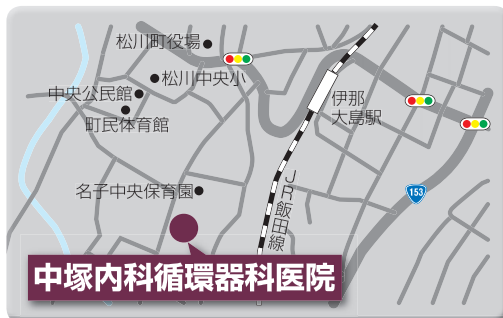 松川町役場
松川中央小
中央公民館
町民体育館
伊那
大島駅
名子中央保育園
JR飯田線
153
中塚内科循環器科医院